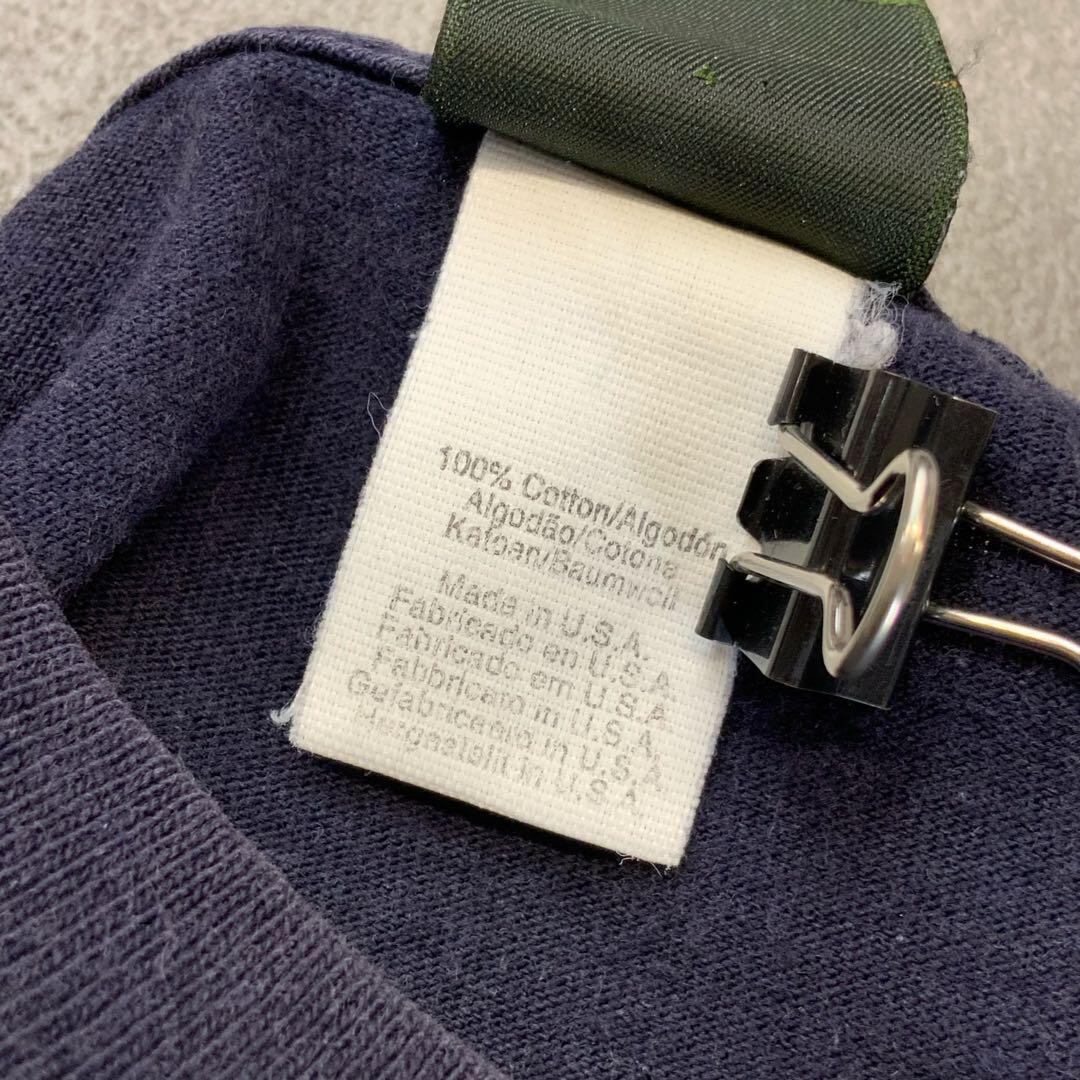 100% Cotton/Algodón
Algodão/Cotone
Katoen/Baumwoll
Made in U.S.A.
Fabricado en U.S.A.
Fabricado em U.S.A
Fabbricato in U.S.A.
Gefabriceerd in U.S.A
Hergestellt in U.S.A.